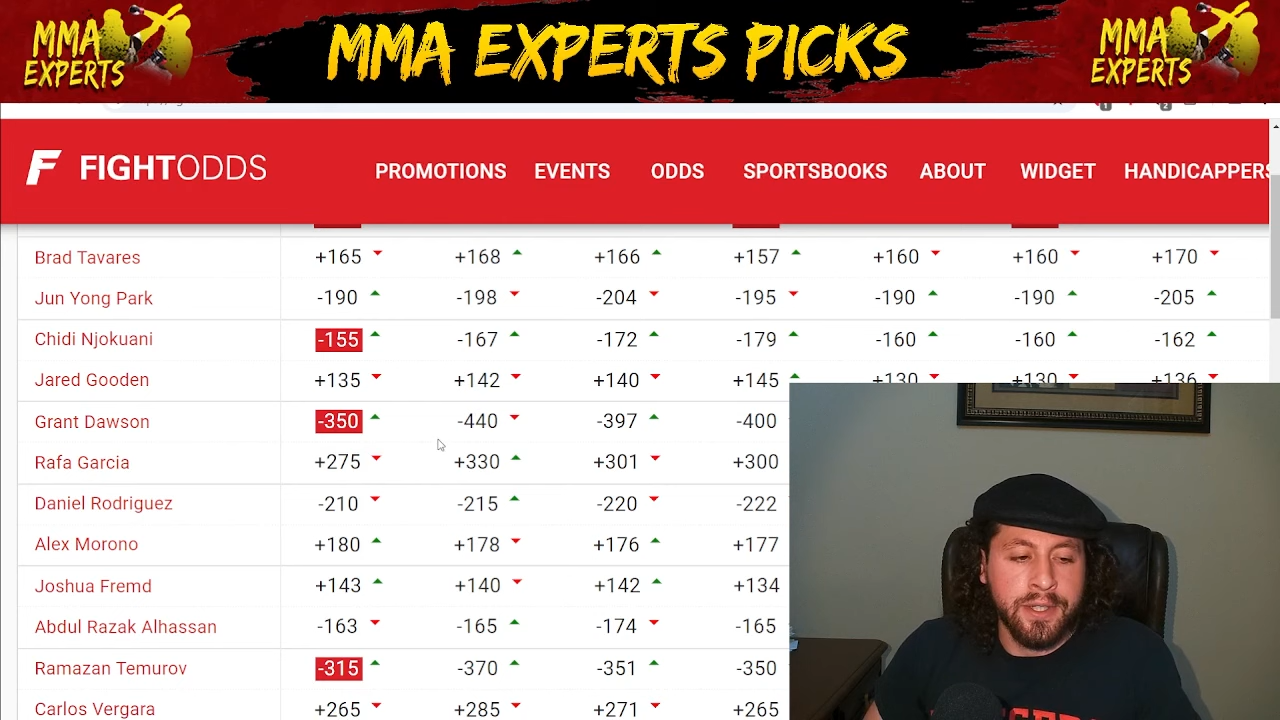 MMA EXPERTS
MMA EXPERTS PICKS
MMA EXPERTS
FIGHTODDS PROMOTIONS EVENTS ODDS SPORTSBOOKS ABOUT WIDGET HANDICAPPERS
Brad Tavares +165 +168 +166 +157 +160 +160 +170
Jun Yong Park -190 -198 -204 -195 -190 -190 -205
Chidi Njokuani -155 -167 -172 -179 -160 -160 -162
Jared Gooden +135 +142 +140 +145 +130 +130 +136
Grant Dawson -350 -440 -397 -400
Rafa Garcia +275 +330 +301 +300
Daniel Rodriguez -210 -215 -220 -222
Alex Morono +180 +178 +176 +177
Joshua Fremd +143 +140 +142 +134
Abdul Razak Alhassan -163 -165 -174 -165
Ramazan Temurov -315 -370 -351 -350
Carlos Vergara +265 +285 +271 +265